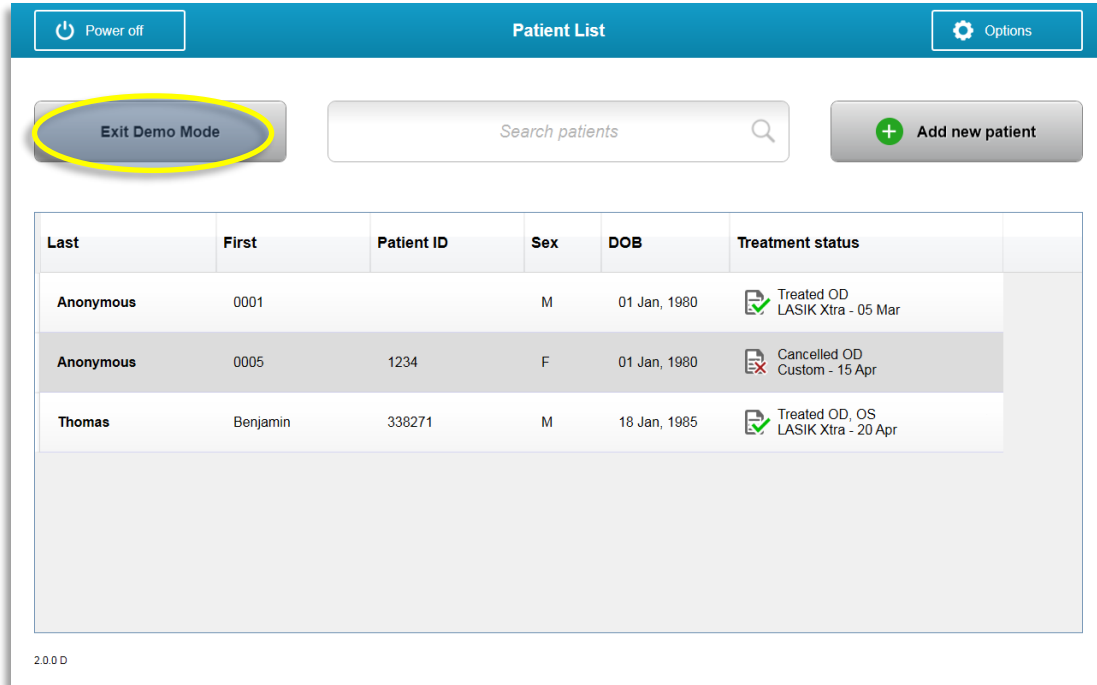 Power off
Patient List
Options
Exit Demo Mode
Search patients
Add new patient
Last First Patient ID Sex DOB Treatment status
Anonymous 0001 M 01 Jan, 1980 Treated OD
LASIK Xtra - 05 Mar
Anonymous 0005 1234 F 01 Jan, 1980 Cancelled OD
Custom - 15 Apr
Thomas Benjamin 338271 M 18 Jan, 1985 Treated OD, OS
LASIK Xtra - 20 Apr
2.0.0 D